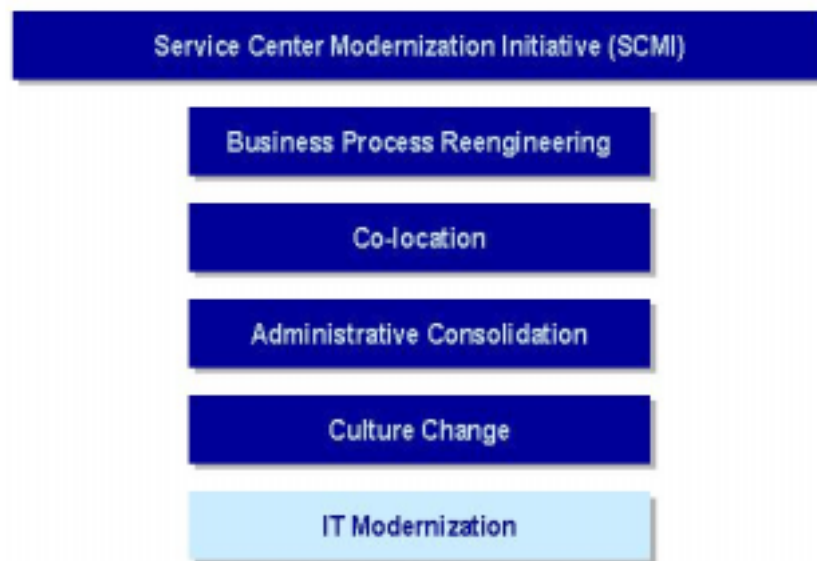 Service Center Modernization Initiative (SCMI)
Business Process Reengineering
Co-location
Administrative Consolidation
Culture Change
IT Modernization